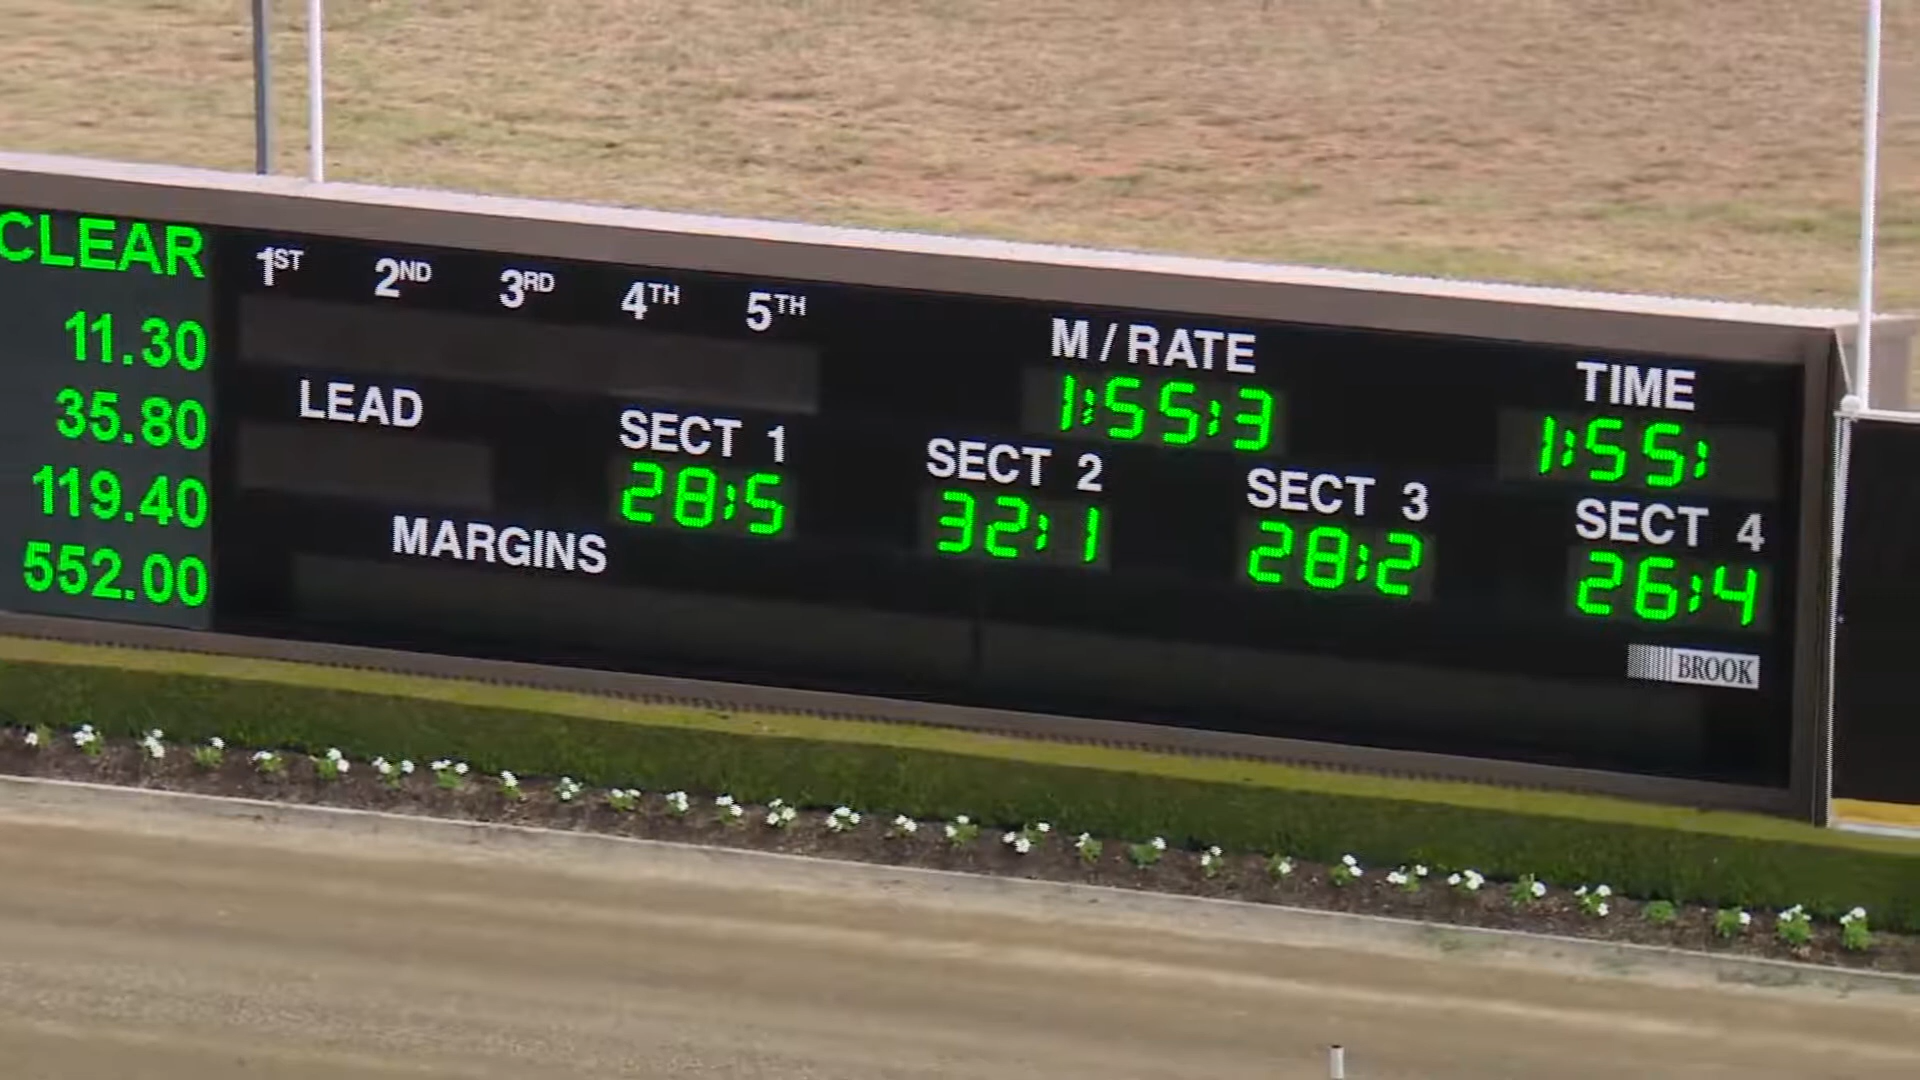 CLEAR
11.30
35.80
119.40
552.00
1ST 2ND 3RD 4TH 5TH
M / RATE
1:55:3
TIME
1:55:
LEAD
SECT 1
28:5
SECT 2
32:1
SECT 3
28:2
SECT 4
26:4
MARGINS
BROOK